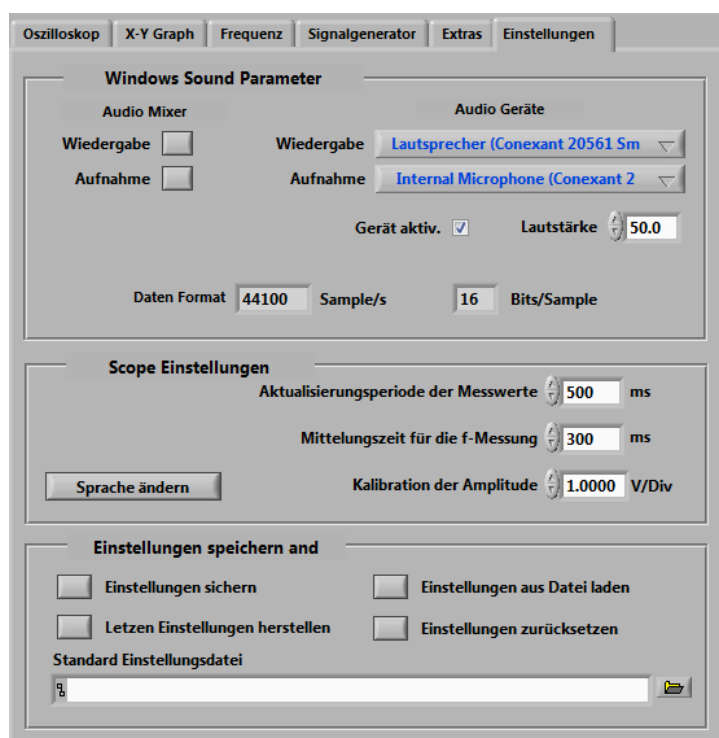 Oszilloskop X-Y Graph Frequenz Signalgenerator Extras Einstellungen
Windows Sound Parameter
Audio Mixer Audio Geräte
Wiedergabe Wiedergabe Lautsprecher (Conexant 20561 Sm
Aufnahme Aufnahme Internal Microphone (Conexant 2
Gerät aktiv. Lautstärke 50.0
Daten Format 44100 Sample/s 16 Bits/Sample
Scope Einstellungen
Aktualisierungsperiode der Messwerte 500 ms
Mittelungszeit für die f-Messung 300 ms
Sprache ändern Kalibration der Amplitude 1.0000 V/Div
Einstellungen speichern and
Einstellungen sichern Einstellungen aus Datei laden
Letzen Einstellungen herstellen Einstellungen zurücksetzen
Standard Einstellungsdatei